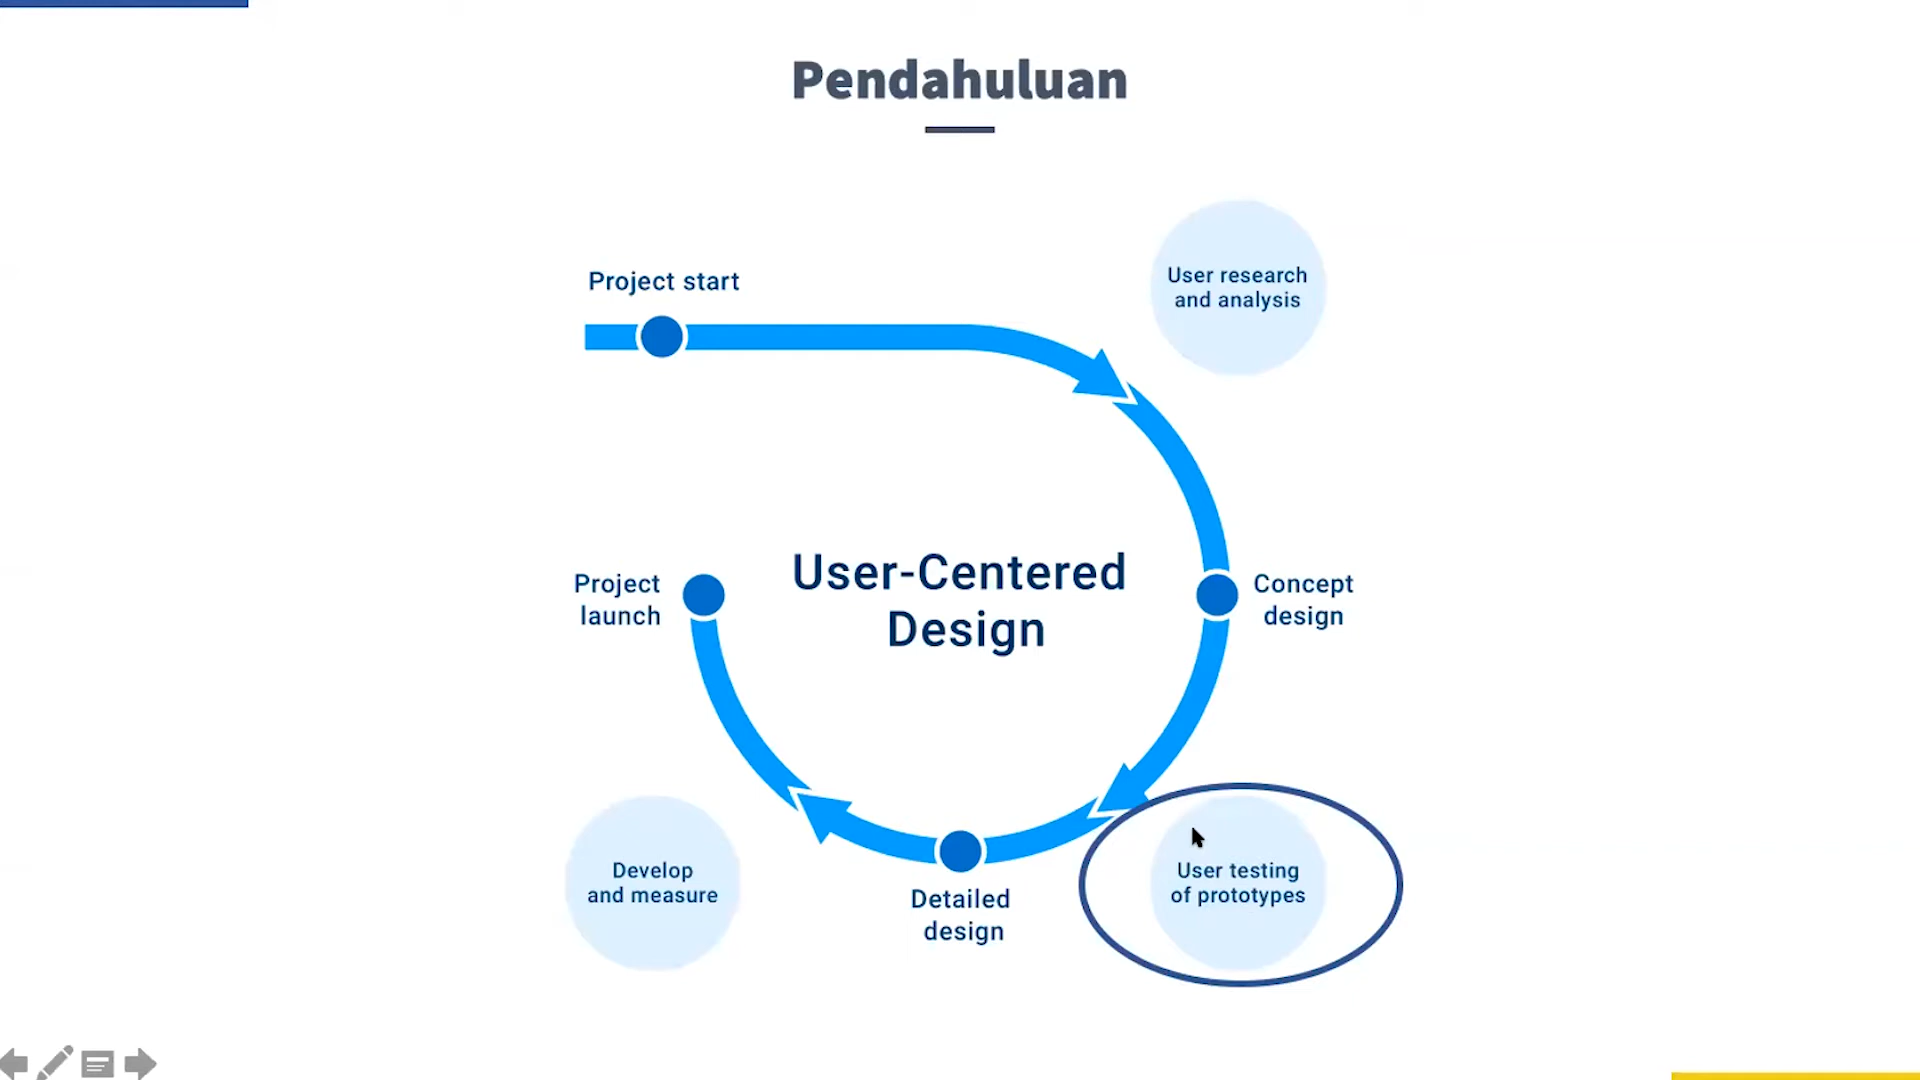 Pendahuluan
Project start
User research
and analysis
User-Centered
Design
Project
launch
Concept
design
Develop
and measure
Detailed
design
User testing
of prototypes